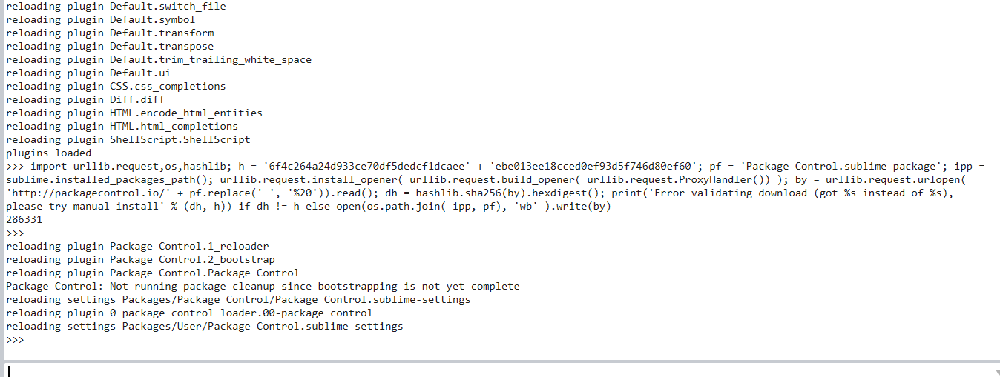 reloading plugin Default.switch_file
reloading plugin Default.symbol
reloading plugin Default.transform
reloading plugin Default.transpose
reloading plugin Default.trim_trailing_white_space
reloading plugin Default.ui
reloading plugin CSS.css_completions
reloading plugin Diff.diff
reloading plugin HTML.encode_html_entities
reloading plugin HTML.html_completions
reloading plugin ShellScript.ShellScript
plugins loaded
>>> import urllib.request,os,hashlib; h = '6f4c264a24d933ce70df5dedcf1dcaee' + 'ebe013ee18cced0ef93d5f746d80ef60'; pf = 'Package Control.sublime-package'; ipp =
sublime.installed_packages_path(); urllib.request.install_opener( urllib.request.build_opener( urllib.request.ProxyHandler()) ); by = urllib.request.urlopen(
'http://packagecontrol.io/' + pf.replace(' ', '%20')).read(); dh = hashlib.sha256(by).hexdigest(); print('Error validating download (got %s instead of %s),
please try manual install' % (dh, h)) if dh != h else open(os.path.join( ipp, pf), 'wb' ).write(by)
286331
>>>
reloading plugin Package Control.1_reloader
reloading plugin Package Control.2_bootstrap
reloading plugin Package Control.Package Control
Package Control: Not running package cleanup since bootstrapping is not yet complete
reloading settings Packages/Package Control/Package Control.sublime-settings
reloading plugin 0_package_control_loader.00-package_control
reloading settings Packages/User/Package Control.sublime-settings
>>>